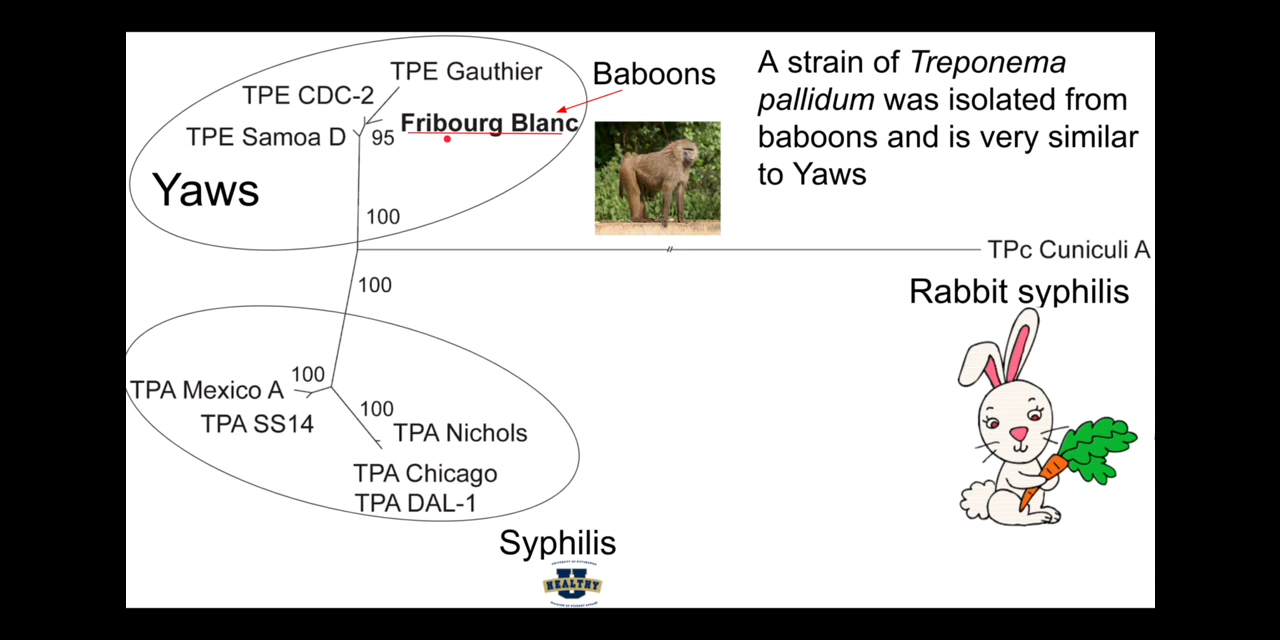 TPE Gauthier
TPE CDC-2
TPE Samoa D
95
Fribourg Blanc
Baboons
A strain of Treponema
pallidum was isolated from
baboons and is very similar
to Yaws
Yaws
100
TPc Cuniculi A
100
Rabbit syphilis
100
TPA Mexico A
TPA SS14
100
TPA Nichols
TPA Chicago
TPA DAL-1
Syphilis
HEALTHY
U